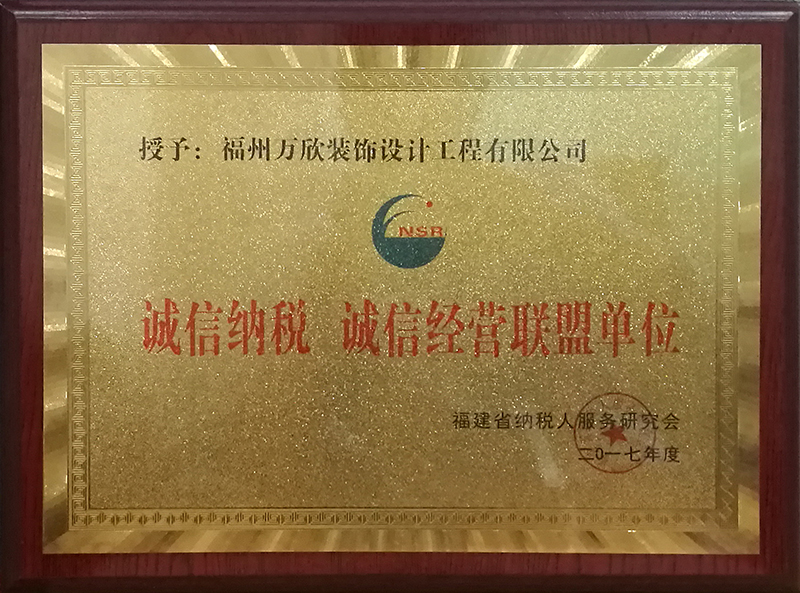 授予：福州万欣装饰设计工程有限公司
NSR
诚信纳税 诚信经营联盟单位
福建省纳税人服务研究会
二0一七年度